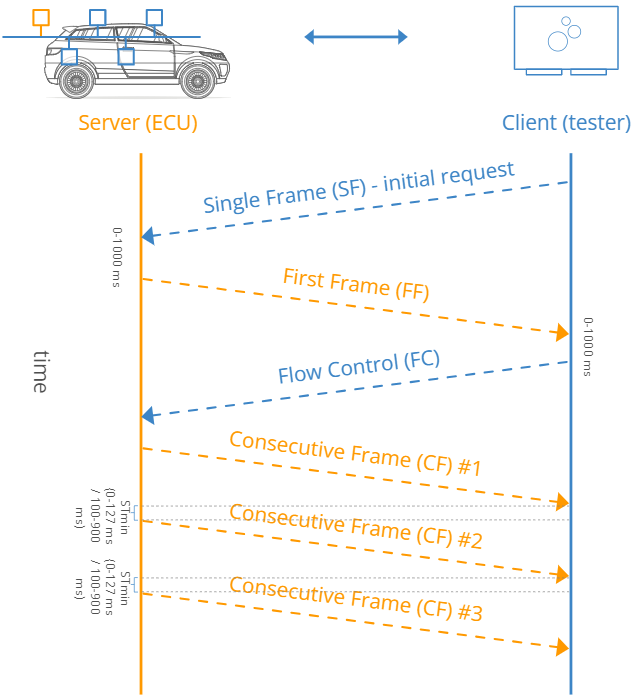 Server (ECU)
Client (tester)
Single Frame (SF) - initial request
0-1000 ms
First Frame (FF)
0-1000 ms
time
Flow Control (FC)
Consecutive Frame (CF) #1
STmin
(0-127 ms
/ 100-900
ms)
Consecutive Frame (CF) #2
STmin
(0-127 ms
/ 100-900
ms)
Consecutive Frame (CF) #3